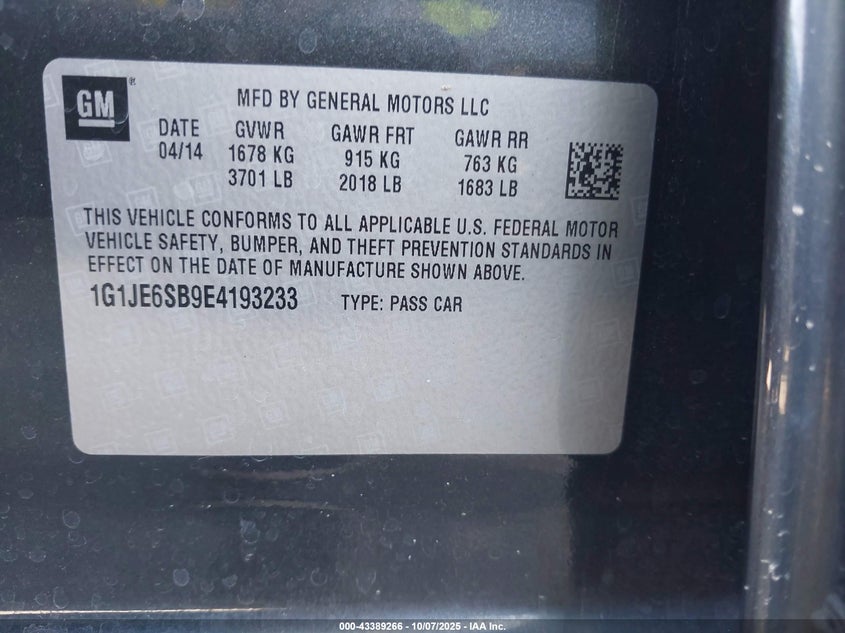 GM ®
MFD BY GENERAL MOTORS LLC
DATE GVWR GAWR FRT GAWR RR
04/14 1678 KG 915 KG 763 KG
3701 LB 2018 LB 1683 LB
THIS VEHICLE CONFORMS TO ALL APPLICABLE U.S. FEDERAL MOTOR
VEHICLE SAFETY, BUMPER, AND THEFT PREVENTION STANDARDS IN
EFFECT ON THE DATE OF MANUFACTURE SHOWN ABOVE.
1G1JE6SB9E4193233 TYPE: PASS CAR
000-43389266 - 10/07/2025 - IAA Inc.